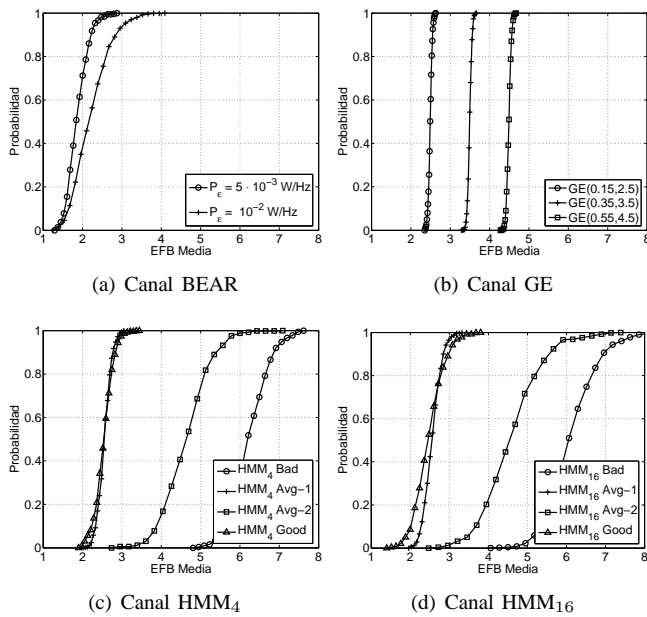 1
0.8
0.6
0.4
0.2
0
Probabilidad
P_ε = 5 · 10⁻³ W/Hz
P_ε = 10⁻² W/Hz
1 2 3 4 5 6 7 8
EFB Media
(a) Canal BEAR
1
0.8
0.6
0.4
0.2
0
Probabilidad
GE(0.15,2.5)
GE(0.35,3.5)
GE(0.55,4.5)
1 2 3 4 5 6 7 8
EFB Media
(b) Canal GE
1
0.8
0.6
0.4
0.2
0
Probabilidad
HMM₄ Bad
HMM₄ Avg−1
HMM₄ Avg−2
HMM₄ Good
1 2 3 4 5 6 7 8
EFB Media
(c) Canal HMM₄
1
0.8
0.6
0.4
0.2
0
Probabilidad
HMM₁₆ Bad
HMM₁₆ Avg−1
HMM₁₆ Avg−2
HMM₁₆ Good
1 2 3 4 5 6 7 8
EFB Media
(d) Canal HMM₁₆